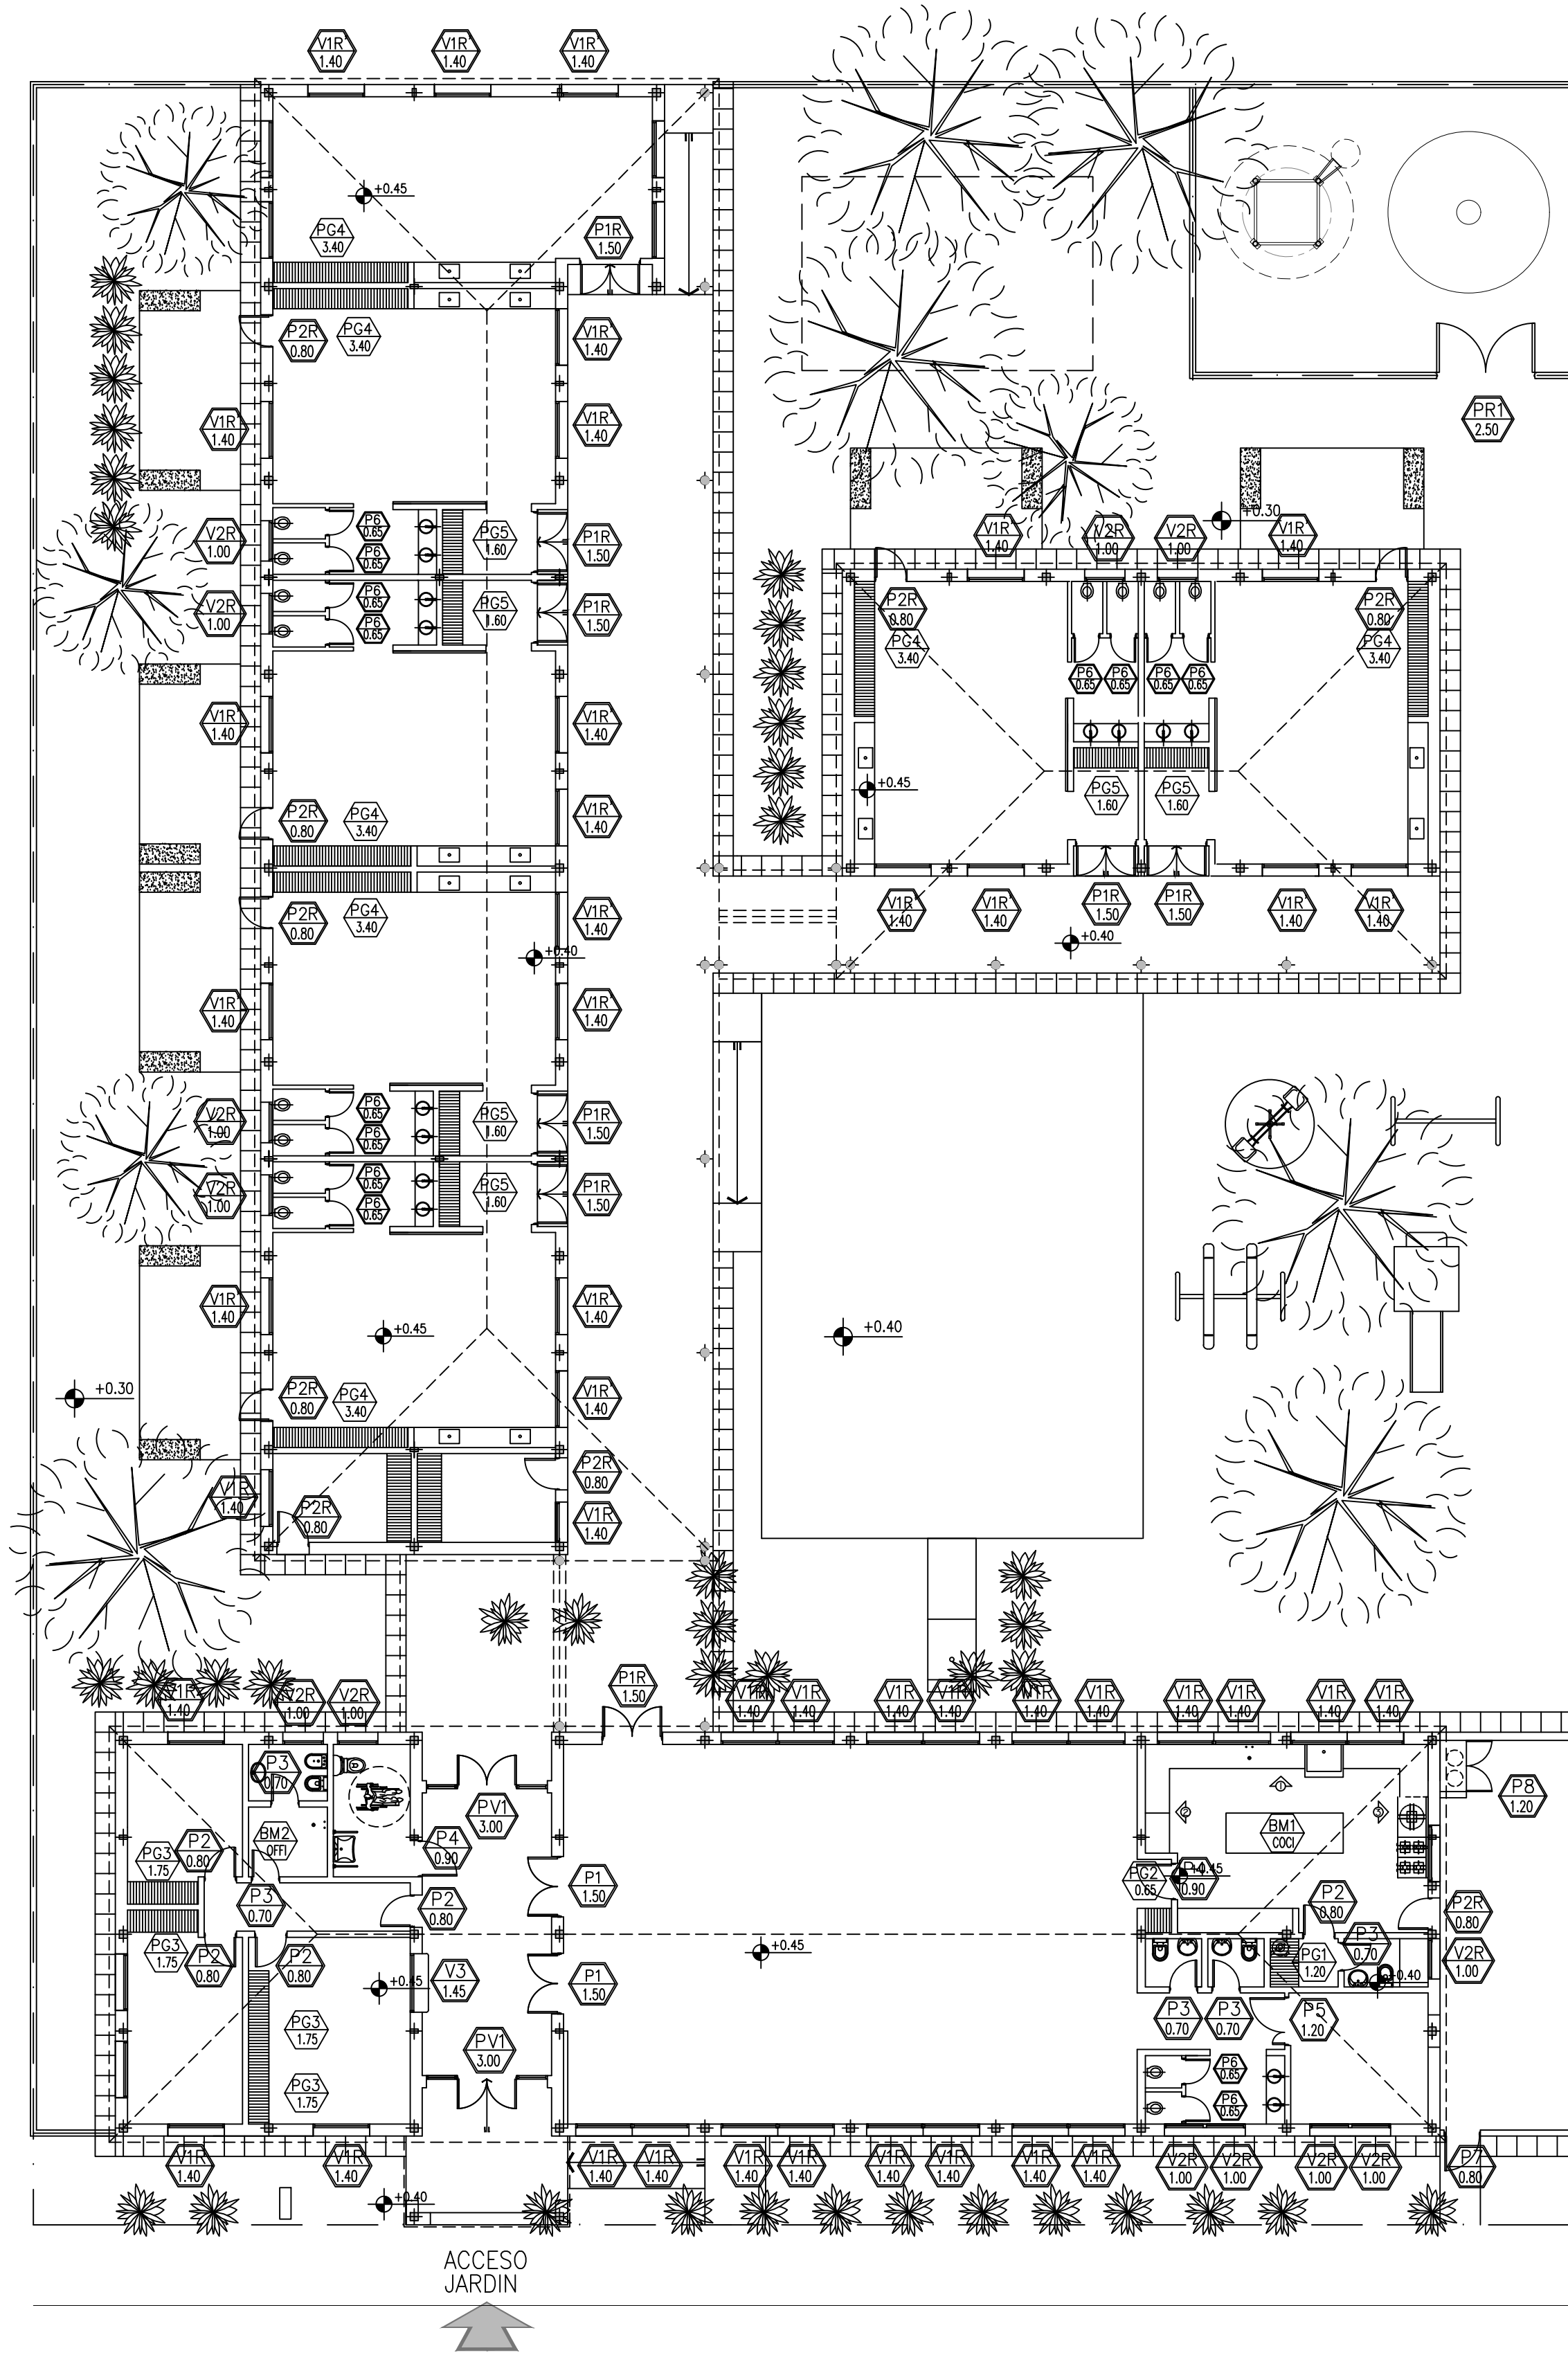 V1R'
1.40
V1R'
1.40
V1R'
1.40
+0.45
PG4
3.40
P1R
1.50
P2R
0.80
PG4
3.40
V1R'
1.40
V1R'
1.40
V1R'
1.40
PR1
2.50
V2R
1.00
P6
0.65
P6
0.65
PG5
1.60
P1R
1.50
V2R
1.00
P6
0.65
P6
0.65
PG5
1.60
P1R
1.50
+0.30
V1R'
1.40
V2R
1.00
V2R
1.00
V1R'
1.40
P2R
0.80
PG4
3.40
P2R
0.80
PG4
3.40
P6
0.65
P6
0.65
P6
0.65
P6
0.65
V1R'
1.40
V1R'
1.40
+0.45
PG5
1.60
PG5
1.60
P2R
0.80
PG4
3.40
V1R'
1.40
P2R
0.80
PG4
3.40
V1R'
1.40
V1R'
1.40
V1R'
1.40
P1R
1.50
P1R
1.50
V1R'
1.40
V1R'
1.40
+0.40
+0.40
V1R'
1.40
V1R'
1.40
V2R
1.00
P6
0.65
P6
0.65
PG5
1.60
P1R
1.50
V2R
1.00
P6
0.65
P6
0.65
PG5
1.60
P1R
1.50
V1R'
1.40
V1R'
1.40
+0.45
+0.40
+0.30
P2R
0.80
PG4
3.40
V1R'
1.40
P2R
0.80
V1R
1.40
P2R
0.80
V1R
1.40
P1R
1.50
V1R
1.40
V2R
1.00
V2R
1.00
V1R
1.40
V1R
1.40
V1R
1.40
V1R
1.40
V1R
1.40
V1R
1.40
V1R
1.40
V1R
1.40
V1R
1.40
V1R
1.40
P3
0.70
PV1
3.00
P8
1.20
1
2
3
BM2
OFFI
BM1
COCI
P2
0.80
PG3
1.75
P4
0.90
P1
1.50
PG2
0.65
P4
0.90
+0.45
P3
0.70
P2
0.80
P2
0.80
P2R
0.80
PG3
1.75
P2
0.80
P2
0.80
+0.45
V3
1.45
P1
1.50
+0.45
PG1
1.20
P3
0.70
+0.40
V2R
1.00
PG3
1.75
PV1
3.00
P3
0.70
P3
0.70
P5
1.20
PG3
1.75
P6
0.65
P6
0.65
V1R
1.40
V1R
1.40
V1R
1.40
V1R
1.40
V1R
1.40
V1R
1.40
V1R
1.40
V1R
1.40
V1R
1.40
V1R
1.40
V2R
1.00
V2R
1.00
V2R
1.00
V2R
1.00
P7
0.80
+0.40
ACCESO
JARDIN